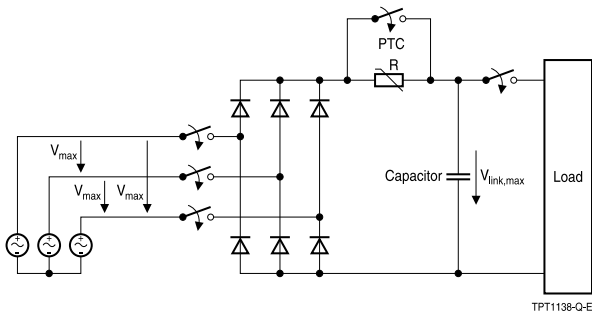 PTC
R
V max
V max
V max
Capacitor
V link,max
Load
TPT1138-Q-E